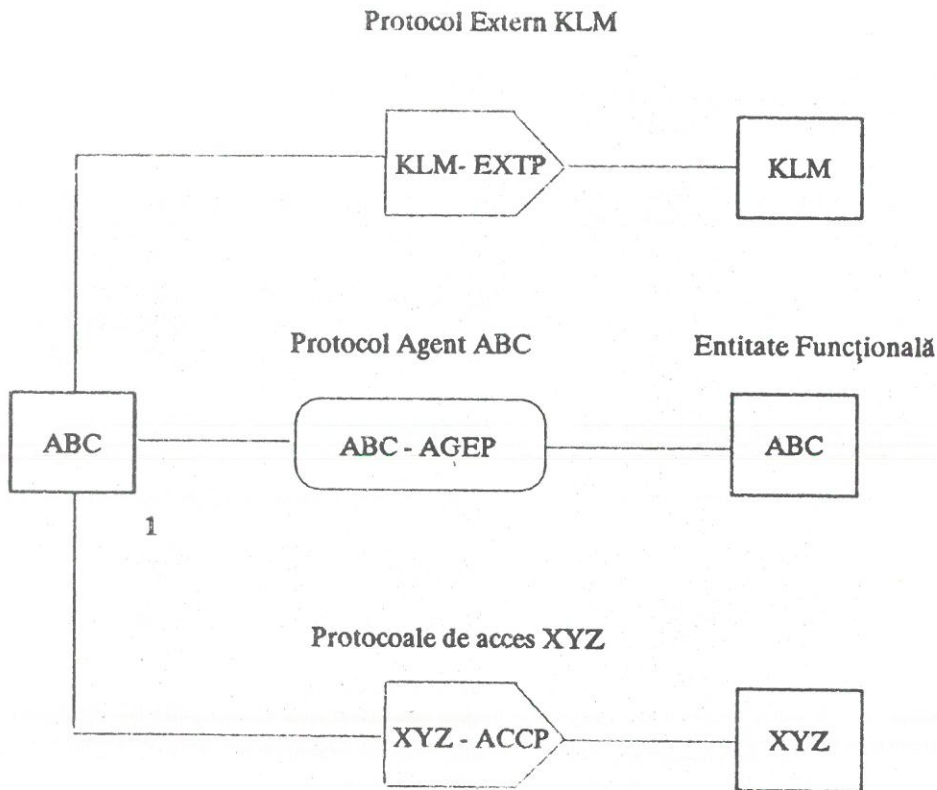 Protocol Extern KLM
KLM- EXTP
KLM
Protocol Agent ABC
Entitate Funcţională
ABC
ABC - AGEP
ABC
1
Protocoale de acces XYZ
XYZ - ACCP
XYZ